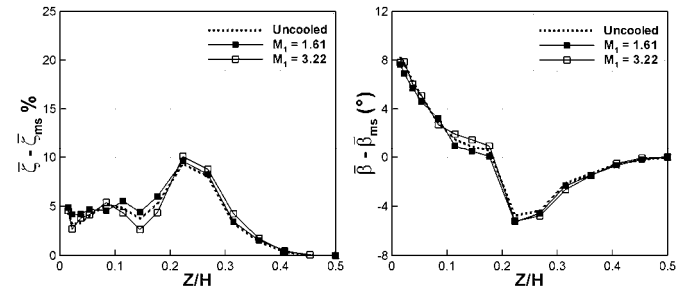 25
20
15
10
5
0
0
0.1
0.2
0.3
0.4
0.5
Z/H
ζ̄ - ζ̄ms %
Uncooled
M1 = 1.61
M1 = 3.22
12
8
4
0
-4
-8
0
0.1
0.2
0.3
0.4
0.5
Z/H
β̄ - β̄ms (°)
Uncooled
M1 = 1.61
M1 = 3.22